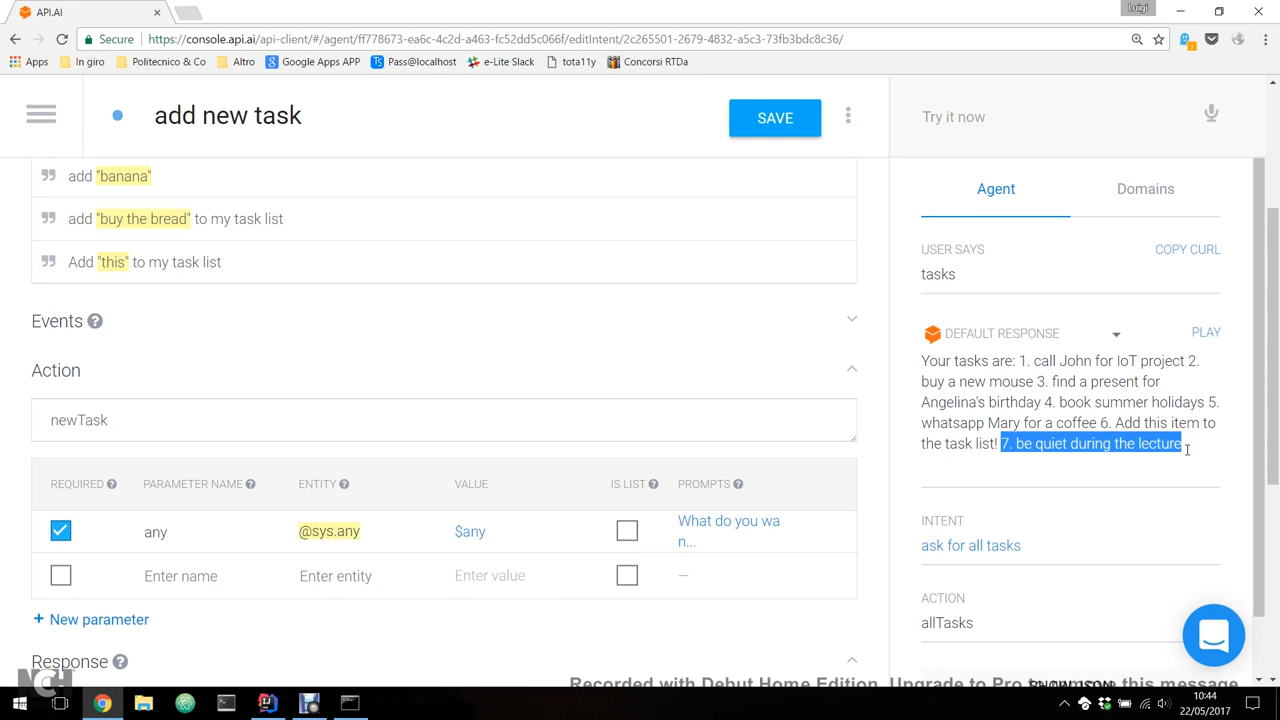 API.AI
Luigi
Secure
https://console.api.ai/api-client/#/agent/ff778673-ea6c-4c2d-a463-fc52dd5c066f/editIntent/2c265501-2679-4832-a5c3-73fb3bdc8c36/
Apps
In giro
Politecnico & Co
Altro
Google Apps APP
Pass@localhost
e-Lite Slack
tota11y
Concorsi RTDa
add new task
SAVE
add "banana"
add "buy the bread" to my task list
Add "this" to my task list
Events
Action
newTask
REQUIRED PARAMETER NAME ENTITY VALUE IS LIST PROMPTS
any @sys.any $any What do you wa
n...
Enter name Enter entity Enter value —
+ New parameter
Response
Try it now
Agent Domains
USER SAYS COPY CURL
tasks
DEFAULT RESPONSE PLAY
Your tasks are: 1. call John for IoT project 2.
buy a new mouse 3. find a present for
Angelina's birthday 4. book summer holidays 5.
whatsapp Mary for a coffee 6. Add this item to
the task list! 7. be quiet during the lecture
INTENT
ask for all tasks
ACTION
allTasks
SHOW JSON
NCH
Recorded with Debut Home Edition. Upgrade to Pro to remove this message
10:44
22/05/2017